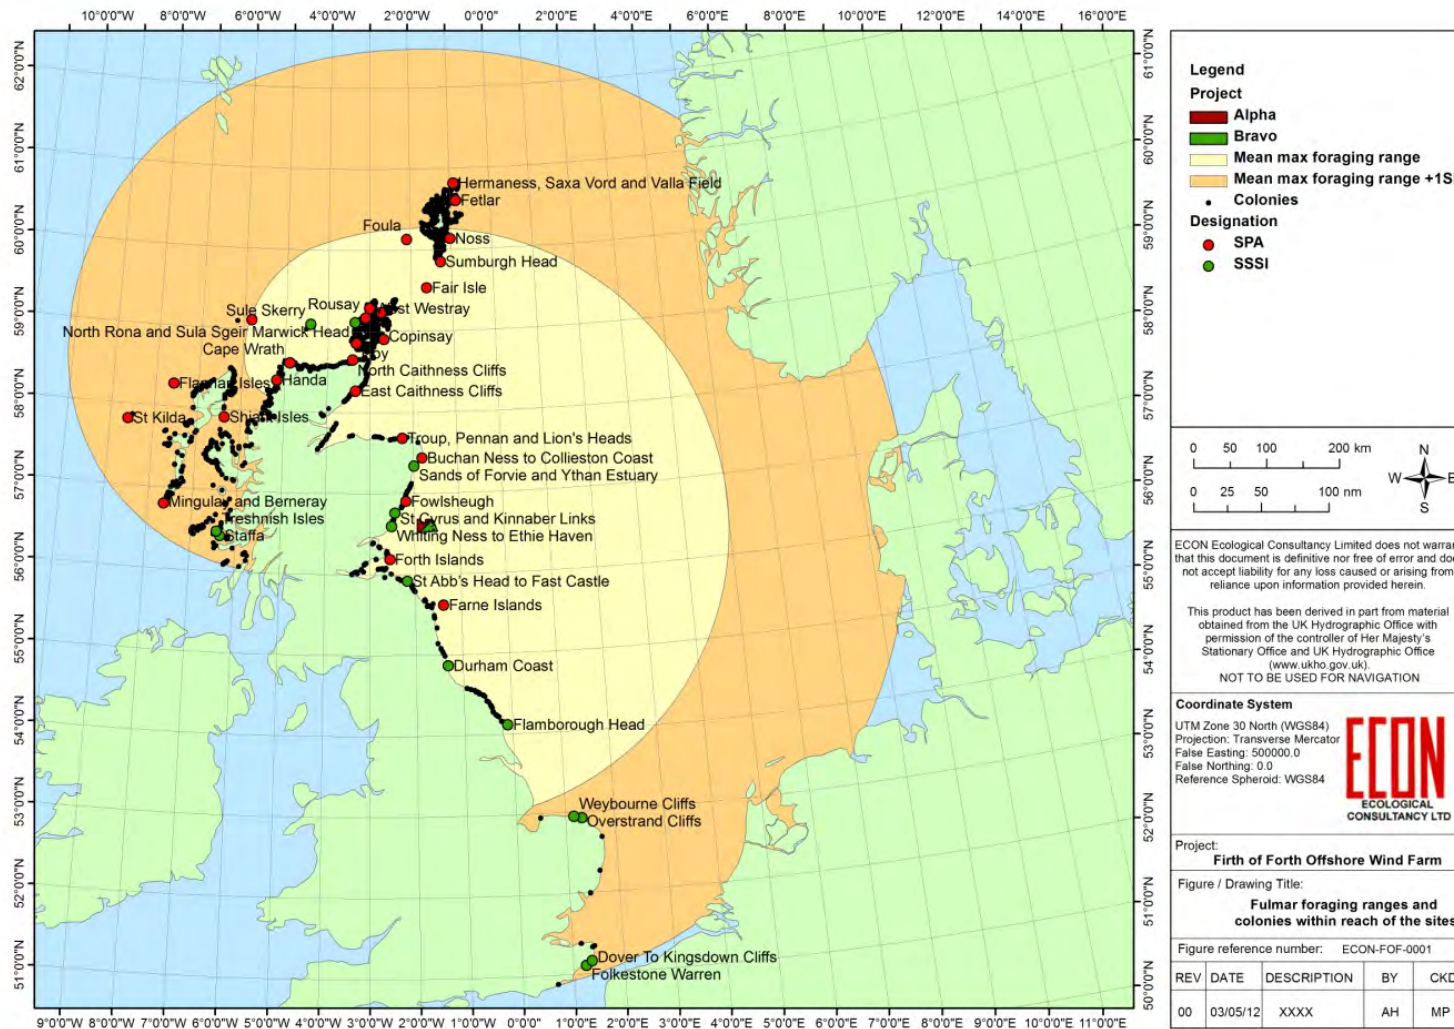 10°0'0"W 8°0'0"W 6°0'0"W 4°0'0"W 2°0'0"W 0°0'0"E 2°0'0"E 4°0'0"E 6°0'0"E 8°0'0"E 10°0'0"E 12°0'0"E 14°0'0"E 16°0'0"E
62°0'0"N
61°0'0"N
60°0'0"N
59°0'0"N
58°0'0"N
57°0'0"N
56°0'0"N
55°0'0"N
54°0'0"N
53°0'0"N
52°0'0"N
51°0'0"N
Hermaness, Saxa Vord and Valla Field
Fetlar
Foula
Noss
Sumburgh Head
Fair Isle
Sule Skerry
Rousay
West Westray
North Rona and Sula Sgeir
Marwick Head
Copinsay
Hoy
Cape Wrath
North Caithness Cliffs
Flannan Isles
Handa
East Caithness Cliffs
St Kilda
Shiant Isles
Troup, Pennan and Lion's Heads
Buchan Ness to Collieston Coast
Sands of Forvie and Ythan Estuary
Mingulay and Berneray
Fowlsheugh
Treshnish Isles
St Cyrus and Kinnaber Links
Staffa
Whiting Ness to Ethie Haven
Forth Islands
St Abb's Head to Fast Castle
Farne Islands
Durham Coast
Flamborough Head
Weybourne Cliffs
Overstrand Cliffs
Dover To Kingsdown Cliffs
Folkestone Warren
61°0'0"N
60°0'0"N
59°0'0"N
58°0'0"N
57°0'0"N
56°0'0"N
55°0'0"N
54°0'0"N
53°0'0"N
52°0'0"N
51°0'0"N
50°0'0"N
9°0'0"W 8°0'0"W 7°0'0"W 6°0'0"W 5°0'0"W 4°0'0"W 3°0'0"W 2°0'0"W 1°0'0"W 0°0'0" 1°0'0"E 2°0'0"E 3°0'0"E 4°0'0"E 5°0'0"E 6°0'0"E 7°0'0"E 8°0'0"E 9°0'0"E 10°0'0"E 11°0'0"E
Legend
Project
Alpha
Bravo
Mean max foraging range
Mean max foraging range +1S
Colonies
Designation
SPA
SSSI
0 50 100 200 km
0 25 50 100 nm
N
W E
S
ECON Ecological Consultancy Limited does not warran
that this document is definitive nor free of error and doe
not accept liability for any loss caused or arising from
reliance upon information provided herein.
This product has been derived in part from material
obtained from the UK Hydrographic Office with
permission of the controller of Her Majesty's
Stationary Office and UK Hydrographic Office
(www.ukho.gov.uk).
NOT TO BE USED FOR NAVIGATION
Coordinate System
UTM Zone 30 North (WGS84)
Projection: Transverse Mercator
False Easting: 500000.0
False Northing: 0.0
Reference Spheroid: WGS84
ECON
ECOLOGICAL
CONSULTANCY LTD
Project:
Firth of Forth Offshore Wind Farm
Figure / Drawing Title:
Fulmar foraging ranges and
colonies within reach of the sites
Figure reference number: ECON-FOF-0001
REV DATE DESCRIPTION BY CKD
00 03/05/12 XXXX AH MP